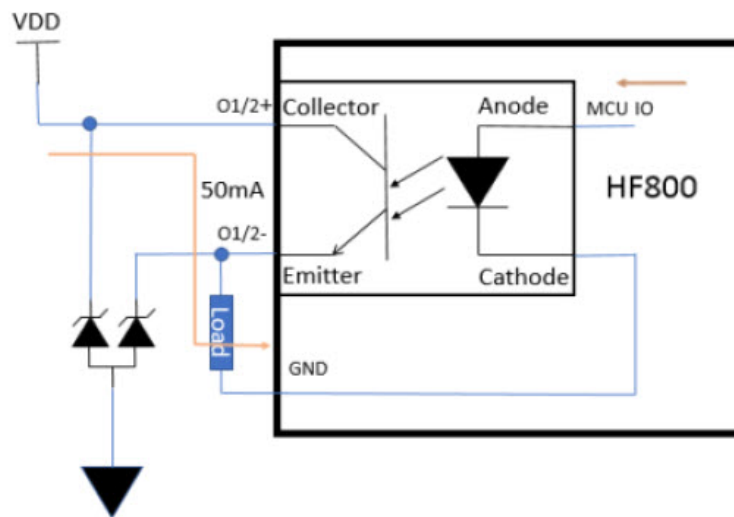 VDD
O1/2+
Collector
Anode
MCU IO
50mA
HF800
O1/2-
Emitter
Cathode
Load
GND